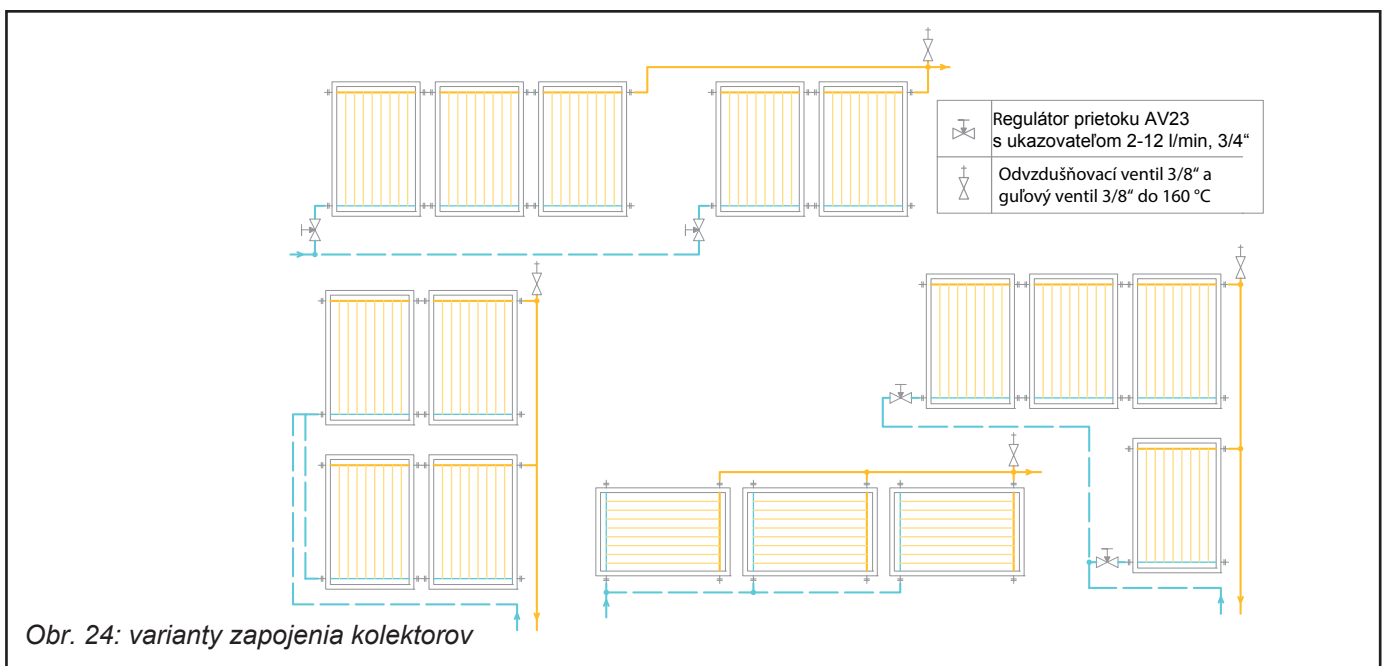 Regulátor prietoku AV23
s ukazovateľom 2-12 l/min, 3/4“
Odvzdušňovací ventil 3/8“ a
guľový ventil 3/8“ do 160 °C
Obr. 24: varianty zapojenia kolektorov